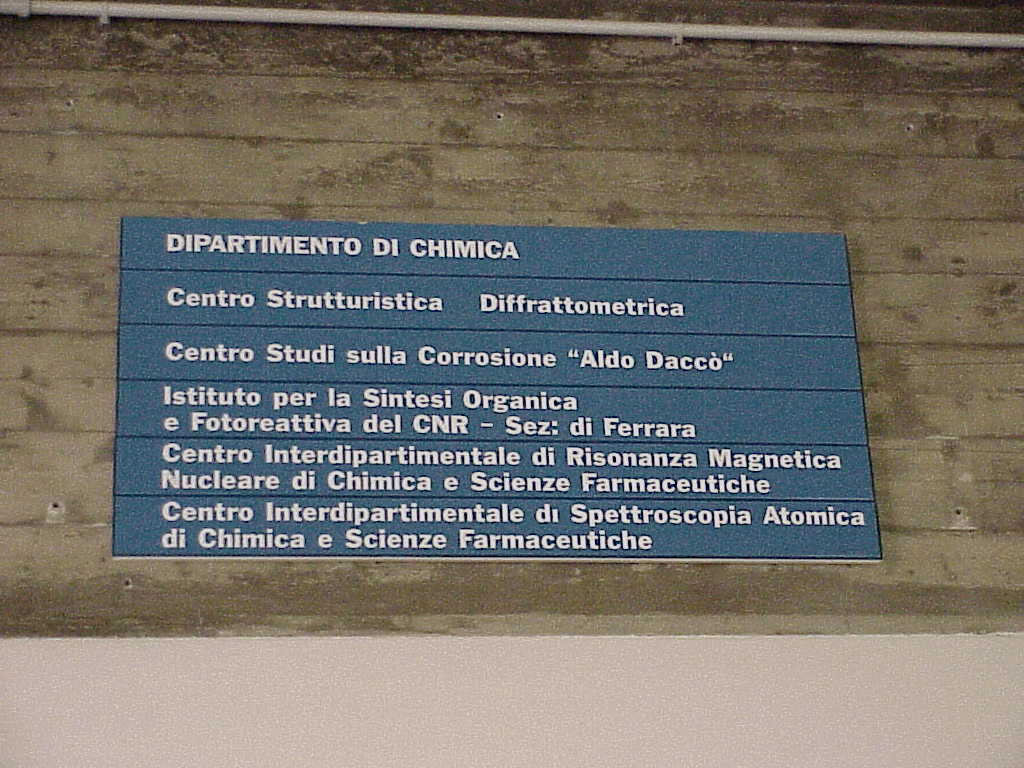 DIPARTIMENTO DI CHIMICA
Centro Strutturistica Diffrattometrica
Centro Studi sulla Corrosione “Aldo Daccò“
Istituto per la Sintesi Organica
e Fotoreattiva del CNR – Sez: di Ferrara
Centro Interdipartimentale di Risonanza Magnetica
Nucleare di Chimica e Scienze Farmaceutiche
Centro Interdipartimentale di Spettroscopia Atomica
di Chimica e Scienze Farmaceutiche